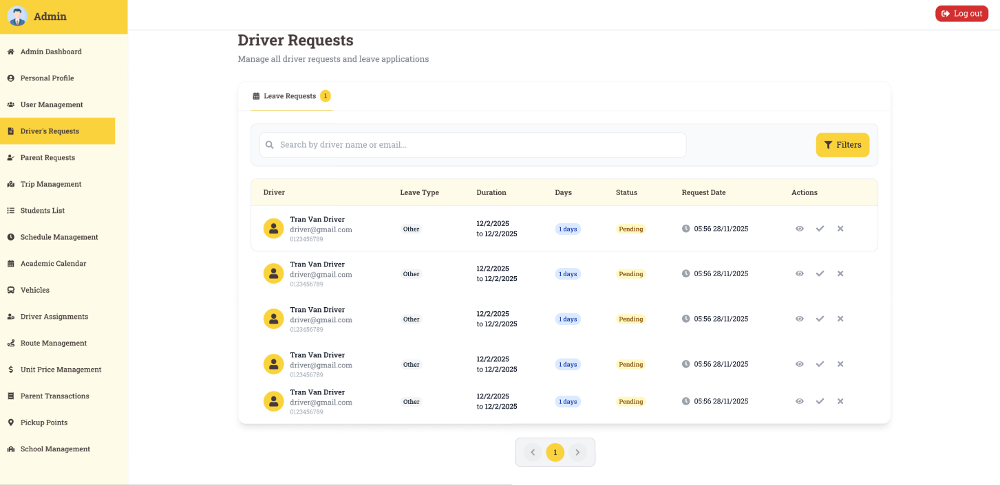 Admin
Log out
Admin Dashboard
Personal Profile
User Management
Driver's Requests
Parent Requests
Trip Management
Students List
Schedule Management
Academic Calendar
Vehicles
Driver Assignments
Route Management
Unit Price Management
Parent Transactions
Pickup Points
School Management
Driver Requests
Manage all driver requests and leave applications
Leave Requests 1
Search by driver name or email...
Filters
Driver Leave Type Duration Days Status Request Date Actions
Tran Van Driver
driver@gmail.com
0123456789
Other
12/2/2025
to 12/2/2025
1 days
Pending
05:56 28/11/2025
Tran Van Driver
driver@gmail.com
0123456789
Other
12/2/2025
to 12/2/2025
1 days
Pending
05:56 28/11/2025
Tran Van Driver
driver@gmail.com
0123456789
Other
12/2/2025
to 12/2/2025
1 days
Pending
05:56 28/11/2025
Tran Van Driver
driver@gmail.com
0123456789
Other
12/2/2025
to 12/2/2025
1 days
Pending
05:56 28/11/2025
Tran Van Driver
driver@gmail.com
0123456789
Other
12/2/2025
to 12/2/2025
1 days
Pending
05:56 28/11/2025
1